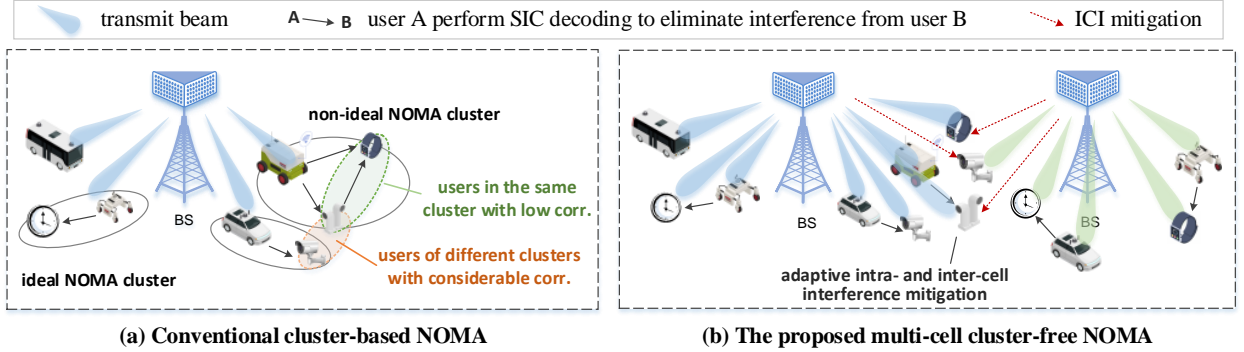 transmit beam
A B user A perform SIC decoding to eliminate interference from user B
ICI mitigation
non-ideal NOMA cluster
users in the same
cluster with low corr.
BS
users of different clusters
with considerable corr.
ideal NOMA cluster
(a) Conventional cluster-based NOMA
BS
BS
adaptive intra- and inter-cell
interference mitigation
(b) The proposed multi-cell cluster-free NOMA